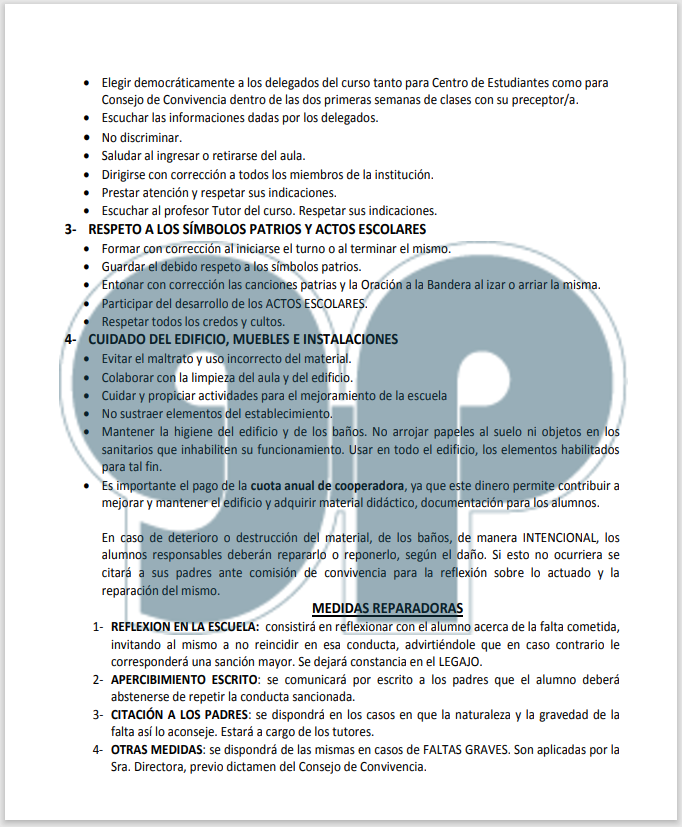 • Elegir democráticamente a los delegados del curso tanto para Centro de Estudiantes como para
Consejo de Convivencia dentro de las dos primeras semanas de clases con su preceptor/a.
• Escuchar las informaciones dadas por los delegados.
• No discriminar.
• Saludar al ingresar o retirarse del aula.
• Dirigirse con corrección a todos los miembros de la institución.
• Prestar atención y respetar sus indicaciones.
• Escuchar al profesor Tutor del curso. Respetar sus indicaciones.
3- RESPETO A LOS SÍMBOLOS PATRIOS Y ACTOS ESCOLARES
• Formar con corrección al iniciarse el turno o al terminar el mismo.
• Guardar el debido respeto a los símbolos patrios.
• Entonar con corrección las canciones patrias y la Oración a la Bandera al izar o arriar la misma.
• Participar del desarrollo de los ACTOS ESCOLARES.
• Respetar todos los credos y cultos.
4- CUIDADO DEL EDIFICIO, MUEBLES E INSTALACIONES
• Evitar el maltrato y uso incorrecto del material.
• Colaborar con la limpieza del aula y del edificio.
• Cuidar y propiciar actividades para el mejoramiento de la escuela
• No sustraer elementos del establecimiento.
• Mantener la higiene del edificio y de los baños. No arrojar papeles al suelo ni objetos en los
sanitarios que inhabiliten su funcionamiento. Usar en todo el edificio, los elementos habilitados
para tal fin.
• Es importante el pago de la cuota anual de cooperadora, ya que este dinero permite contribuir a
mejorar y mantener el edificio y adquirir material didáctico, documentación para los alumnos.
En caso de deterioro o destrucción del material, de los baños, de manera INTENCIONAL, los
alumnos responsables deberán repararlo o reponerlo, según el daño. Si esto no ocurriera se
citará a sus padres ante comisión de convivencia para la reflexión sobre lo actuado y la
reparación del mismo.
MEDIDAS REPARADORAS
1- REFLEXION EN LA ESCUELA: consistirá en reflexionar con el alumno acerca de la falta cometida,
invitando al mismo a no reincidir en esa conducta, advirtiéndole que en caso contrario le
corresponderá una sanción mayor. Se dejará constancia en el LEGAJO.
2- APERCIBIMIENTO ESCRITO: se comunicará por escrito a los padres que el alumno deberá
abstenerse de repetir la conducta sancionada.
3- CITACIÓN A LOS PADRES: se dispondrá en los casos en que la naturaleza y la gravedad de la
falta así lo aconseje. Estará a cargo de los tutores.
4- OTRAS MEDIDAS: se dispondrá de las mismas en casos de FALTAS GRAVES. Son aplicadas por la
Sra. Directora, previo dictamen del Consejo de Convivencia.